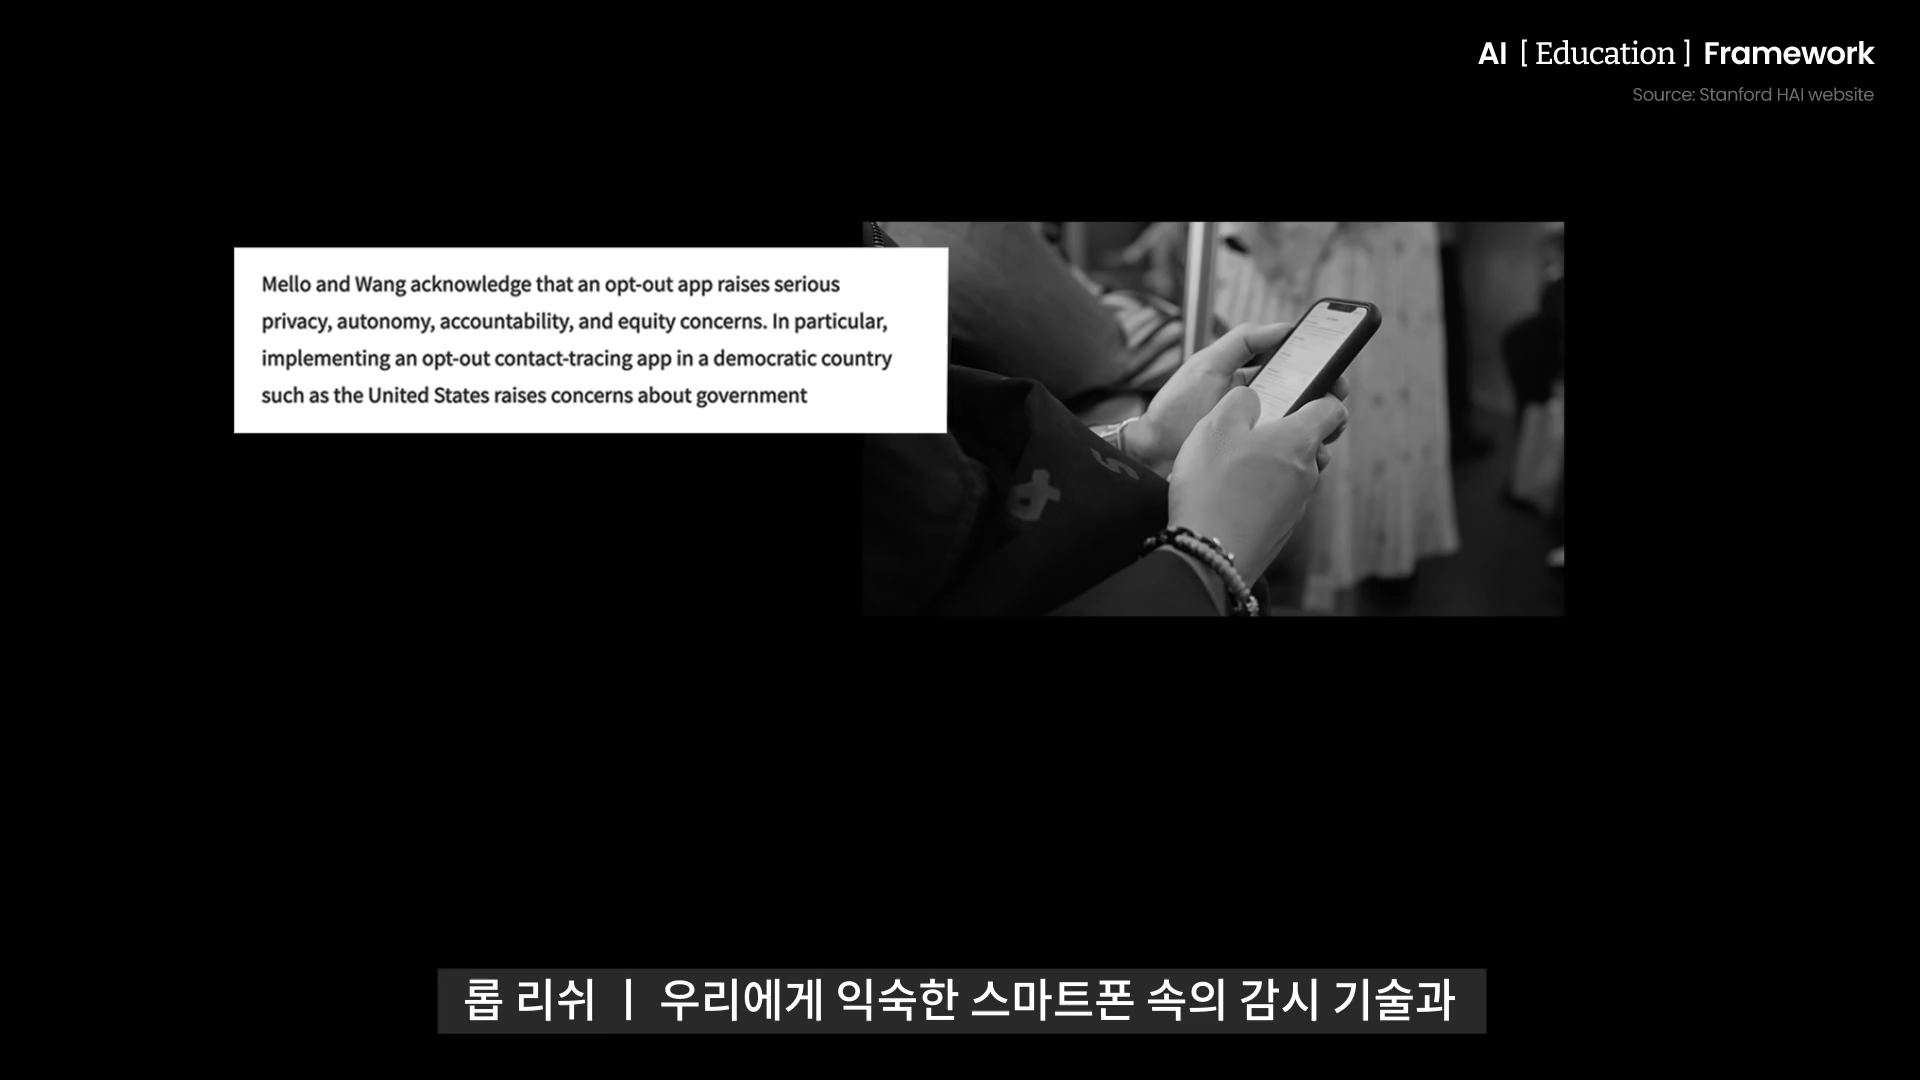 AI [ Education ] Framework
Source: Stanford HAI website
Mello and Wang acknowledge that an opt-out app raises serious
privacy, autonomy, accountability, and equity concerns. In particular,
implementing an opt-out contact-tracing app in a democratic country
such as the United States raises concerns about government
롭 리쉬 ㅣ 우리에게 익숙한 스마트폰 속의 감시 기술과